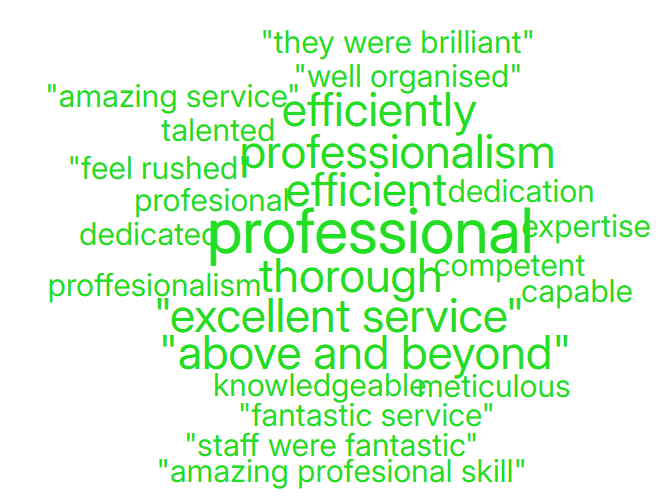 "they were brilliant"
"well organised"
"amazing service"
efficiently
talented
professionalism
"feel rushed"
efficient
dedication
profesional
professional
expertise
dedicated
competent
thorough
proffesionalism
capable
"excellent service"
"above and beyond"
knowledgeable
meticulous
"fantastic service"
"staff were fantastic"
"amazing profesional skill"